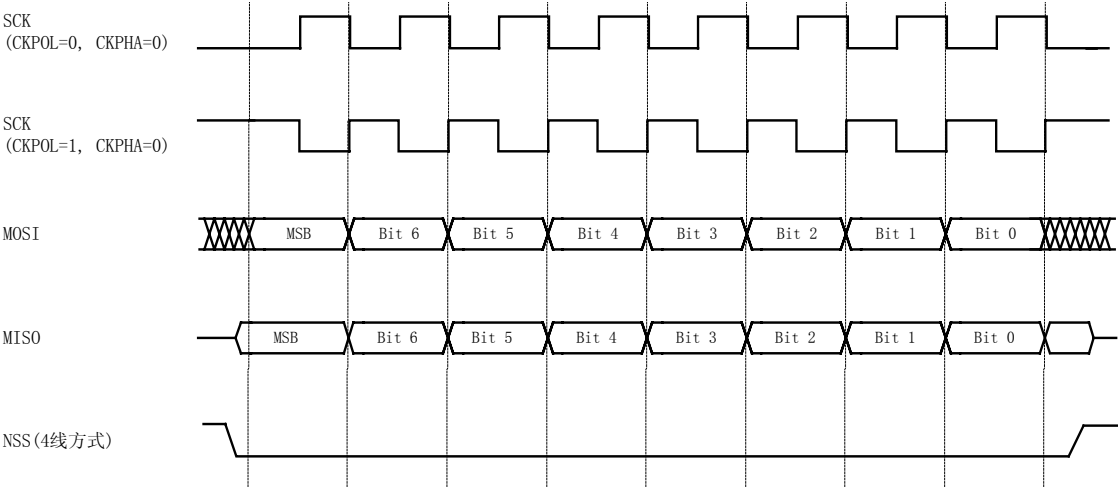 SCK
(CKPOL=0, CKPHA=0)
SCK
(CKPOL=1, CKPHA=0)
MOSI
MSB
Bit 6
Bit 5
Bit 4
Bit 3
Bit 2
Bit 1
Bit 0
MISO
MSB
Bit 6
Bit 5
Bit 4
Bit 3
Bit 2
Bit 1
Bit 0
NSS(4线方式)